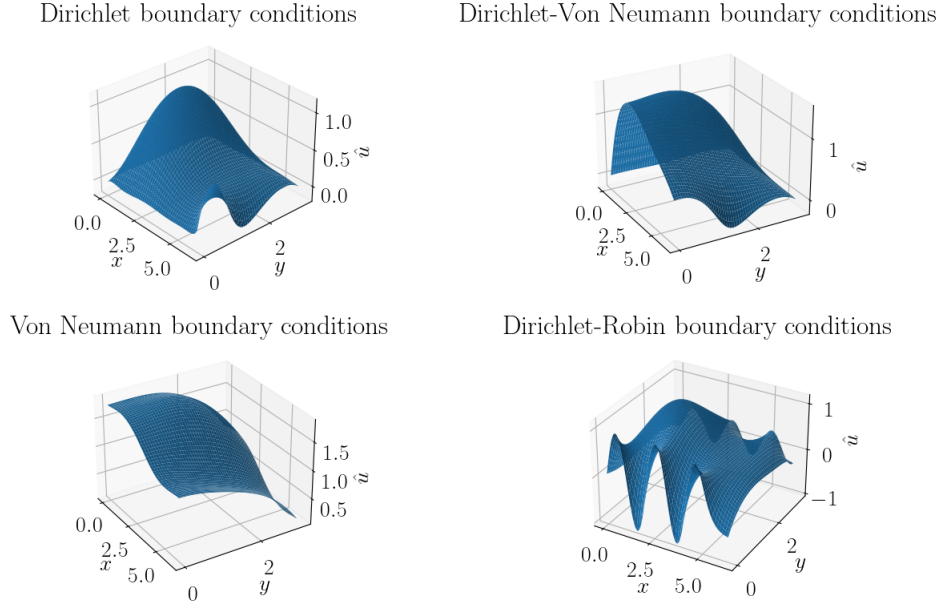 Dirichlet boundary conditions
1.0
0.5
0.0
û
0.0
2.5
5.0
x
0
2
y
Dirichlet-Von Neumann boundary conditions
1
0
û
0.0
2.5
5.0
x
0
2
y
Von Neumann boundary conditions
1.5
1.0
0.5
û
0.0
2.5
5.0
x
0
2
y
Dirichlet-Robin boundary conditions
1
0
−1
û
0.0
2.5
5.0
x
0
2
y